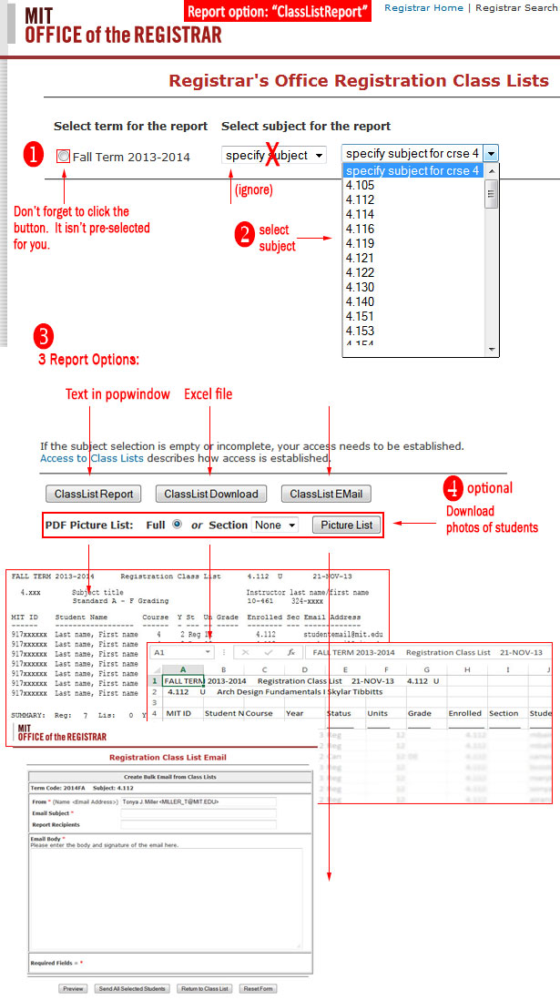 MIT
OFFICE of the REGISTRAR
Report option: “ClassListReport”
Registrar Home | Registrar Search
Registrar's Office Registration Class Lists
Select term for the report
Select subject for the report
1
Fall Term 2013-2014
specify subject
X
specify subject for crse 4
specify subject for crse 4
4.105
4.112
4.114
4.116
4.119
4.121
4.122
4.130
4.140
4.151
4.153
4.154
Don't forget to click the
button. It isn't pre-selected
for you.
(ignore)
2 select
subject
3
3 Report Options:
Text in popwindow
Excel file
If the subject selection is empty or incomplete, your access needs to be established.
Access to Class Lists describes how access is established.
ClassList Report
ClassList Download
ClassList EMail
4 optional
Download
photos of students
PDF Picture List: Full or Section None Picture List
FALL TERM 2013-2014 Registration Class List 4.112 U 21-NOV-13
4.xxx Subject title Instructor last name/first name
Standard A - F Grading 10-461 324-xxxx
MIT ID Student Name Course Y St Un Grade Enrolled Sec Email Address
917xxxxxx Last name, First name 4 2 Reg 12 4.112 studentemail@mit.edu
917xxxxxx Last name, First name
917xxxxxx Last name, First name
917xxxxxx Last name, First name
917xxxxxx Last name, First name
917xxxxxx Last name, First name
917xxxxxx Last name, First name
SUMMARY: Reg: 7 Lis: 0 Y
A1 fx FALL TERM 2013-2014 Registration Class List 21-NOV-13
A B C D E F G H I J
1 FALL TERM 2013-2014 Registration Class List 21-NOV-13 4.112 U
2 4.112 U Arch Design Fundamentals I Skylar Tibbitts
3
4 MIT ID Student N Course Year Status Units Grade Enrolled Section Stude
3 Reg 12 4.112
2 Reg 12 4.112
2 Can 12 DE 4.112
3 Reg 12 4.112
3 Reg 12 4.112
2 Reg 12 4.112
2 Reg 12 4.112
MIT
OFFICE of the REGISTRAR
Registration Class List Email
Create Bulk Email from Class Lists
Term Code: 2014FA Subject: 4.112
From * (Name <Email Address>) Tonya J. Miller <MILLER_T@MIT.EDU>
Email Subject *
Report Recipients
Email Body *
Please enter the body and signature of the email here.
Required Fields = *
Preview
Send All Selected Students
Return to Class List
Reset Form